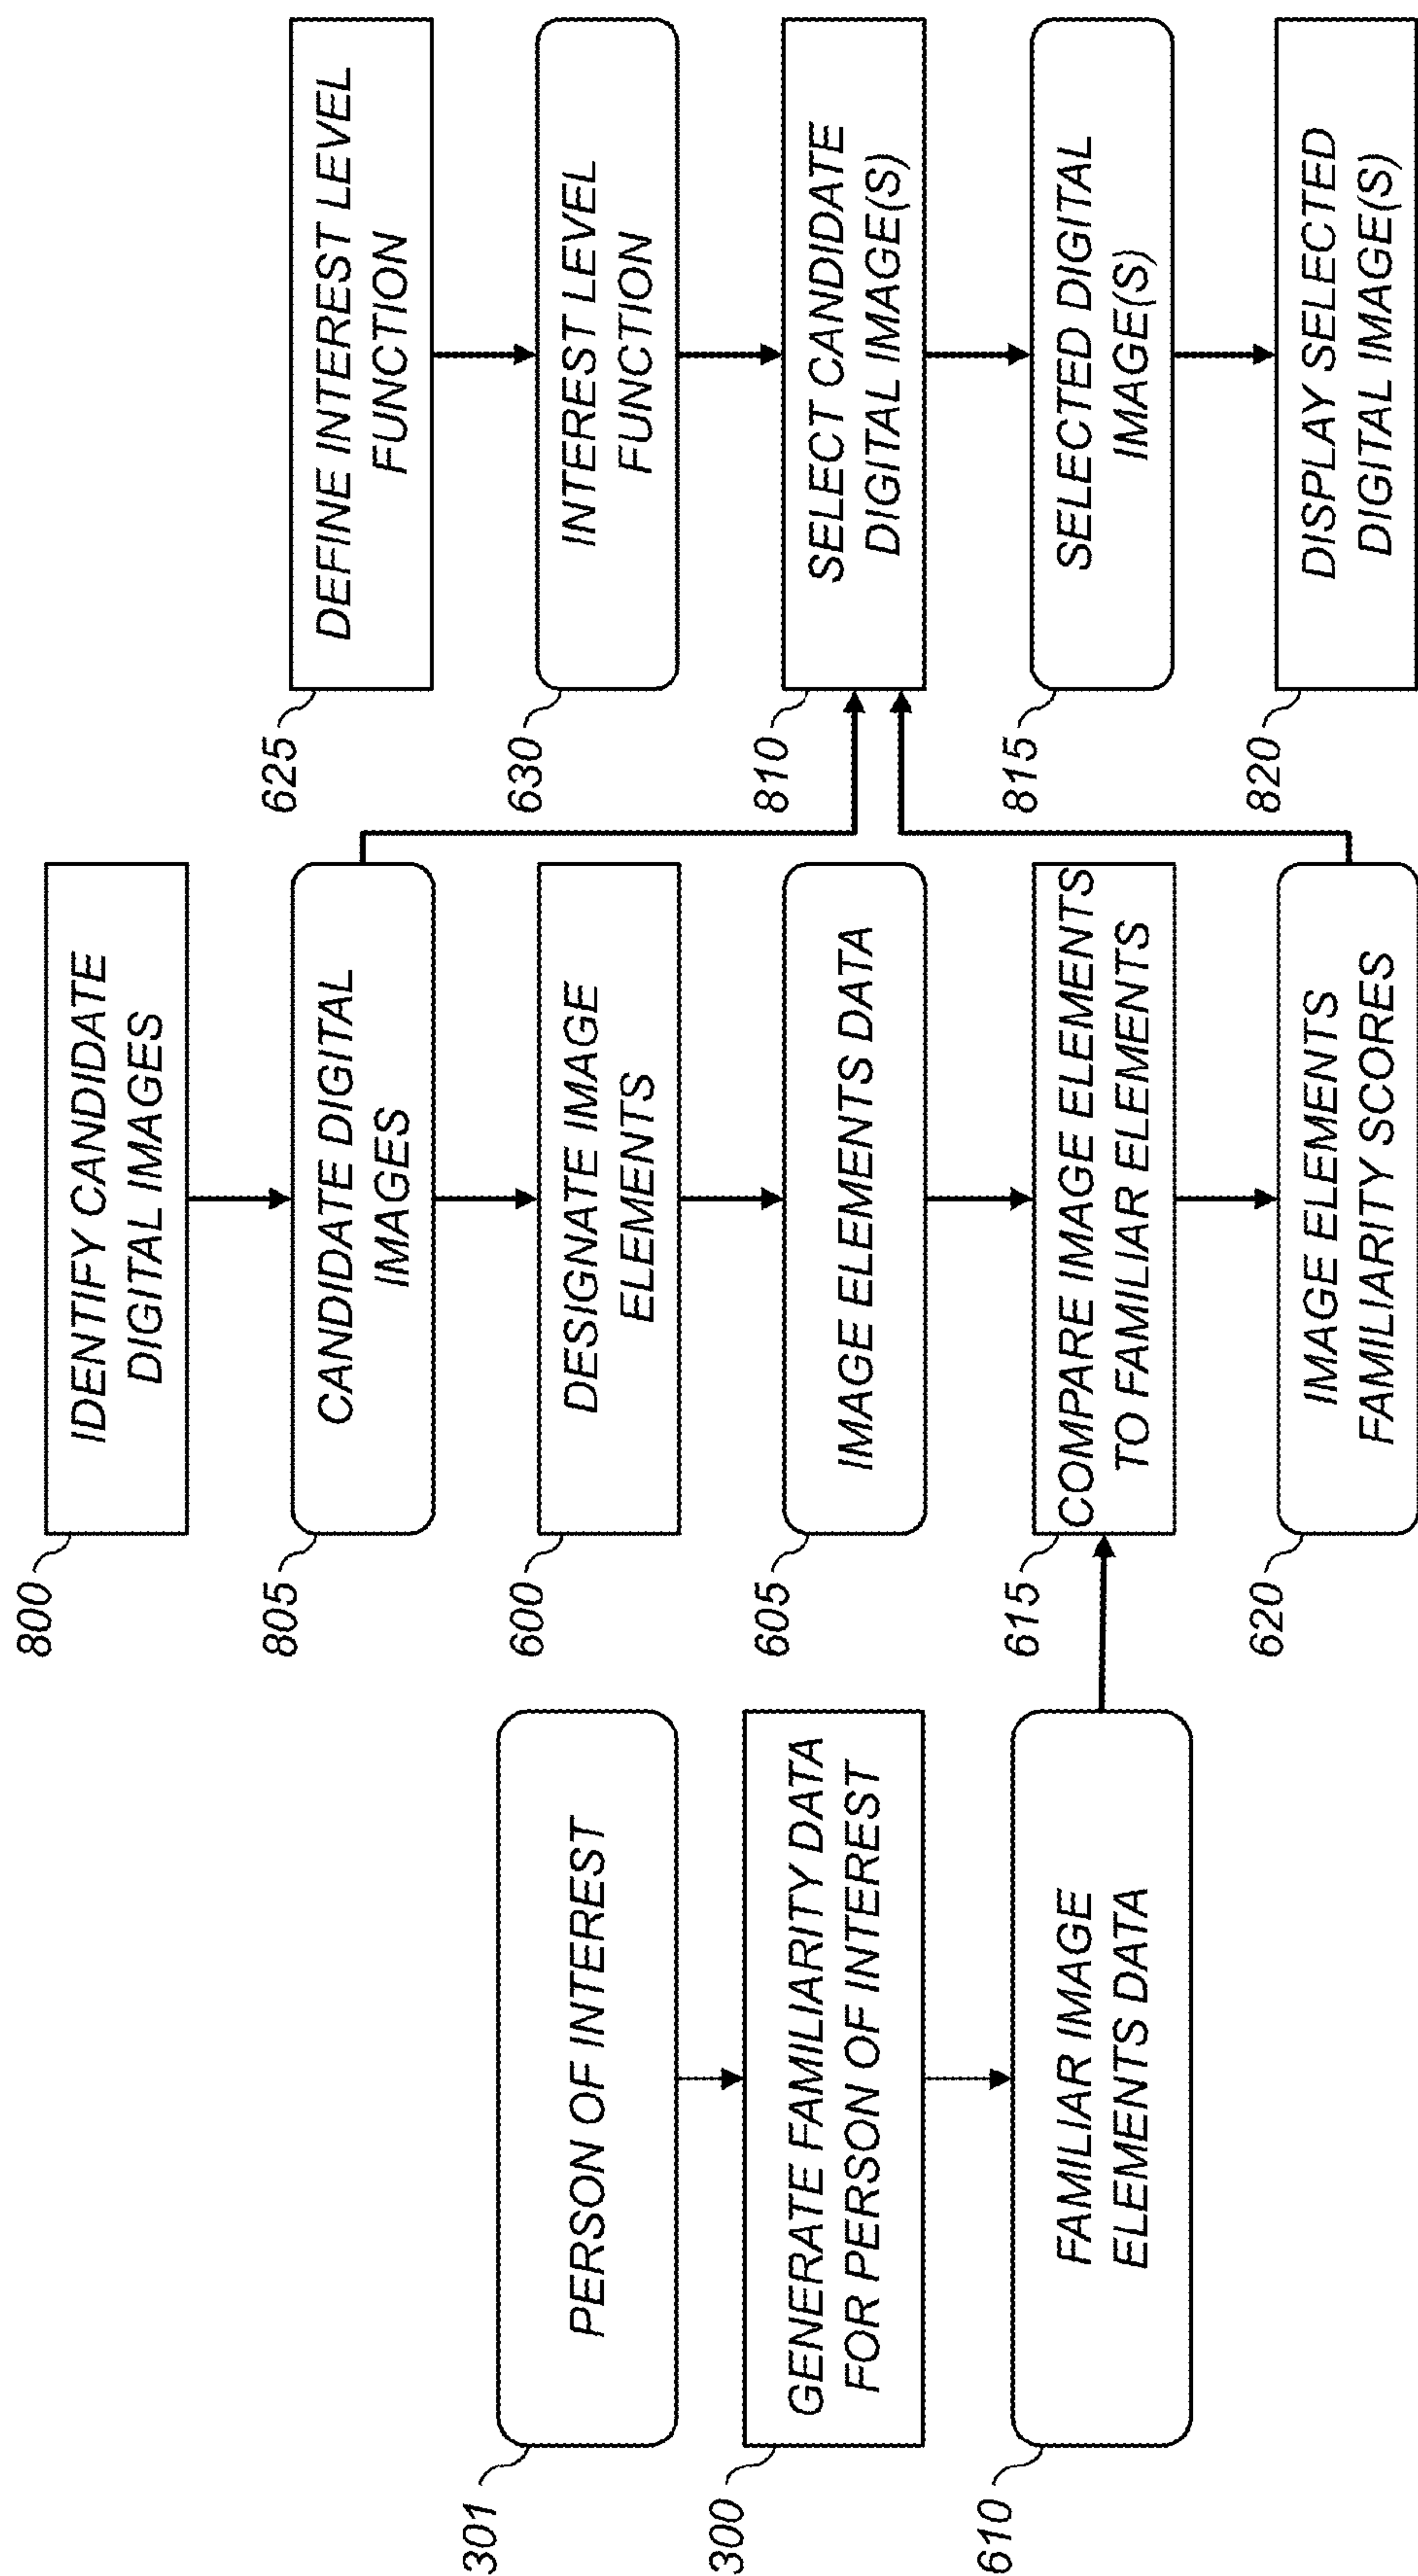 301
PERSON OF INTEREST
300
GENERATE FAMILIARITY DATA
FOR PERSON OF INTEREST
610
FAMILIAR IMAGE
ELEMENTS DATA
800
IDENTIFY CANDIDATE
DIGITAL IMAGES
805
CANDIDATE DIGITAL
IMAGES
600
DESIGNATE IMAGE
ELEMENTS
605
IMAGE ELEMENTS DATA
615
COMPARE IMAGE ELEMENTS
TO FAMILIAR ELEMENTS
620
IMAGE ELEMENTS
FAMILIARITY SCORES
625
DEFINE INTEREST LEVEL
FUNCTION
630
INTEREST LEVEL
FUNCTION
810
SELECT CANDIDATE
DIGITAL IMAGE(S)
815
SELECTED DIGITAL
IMAGE(S)
820
DISPLAY SELECTED
DIGITAL IMAGE(S)